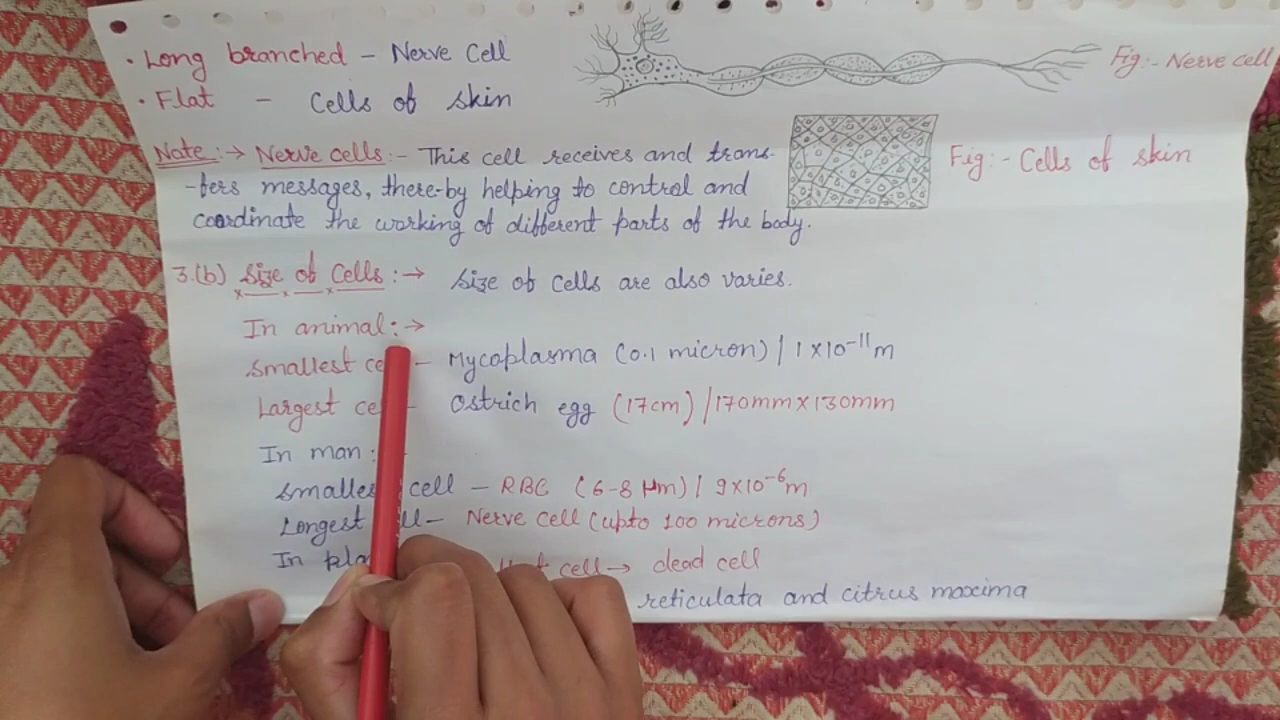 • Long branched – Nerve Cell
Fig:- Nerve cell
• Flat – Cells of skin
Note :→ Nerve cells:- This cell receives and trans-
-fers messages, there-by helping to control and
coordinate the working of different parts of the body.
Fig:- Cells of skin
3.(b) Size of Cells :→ Size of cells are also varies.
In animal:→
Smallest – Mycoplasma (0.1 micron) | 1×10⁻¹¹m
Largest – Ostrich egg (17cm) | 170mm×130mm
In man :
Smalles cell – RBC (6-8 µm) | 9×10⁻⁶m
Longest – Nerve cell (upto 100 microns)
In cell → dead cell
reticulata and citrus maxima